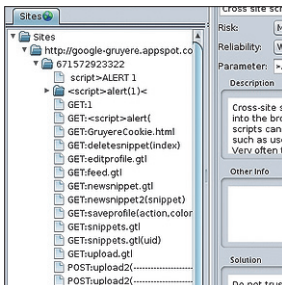 Sites
Cross site scr
Sites
http://google-gruyere.appspot.co
671572923322
script>ALERT 1
<script>alert(1)<
GET:1
GET:<script>alert(
GET:GruyereCookie.html
GET:deletesnippet(index)
GET:editprofile.gtl
GET:feed.gtl
GET:newsnippet.gtl
GET:newsnippet2(snippet)
GET:saveprofile(action,color
GET:snippets.gtl
GET:snippets.gtl(uid)
GET:upload.gtl
POST:upload2(---------------
POST:upload2(---------------
Risk:
Reliability:
Parameter:
Description
Cross-site s
into the bro
scripts can
such as use
Very often t
Other Info
Solution
Do not trus